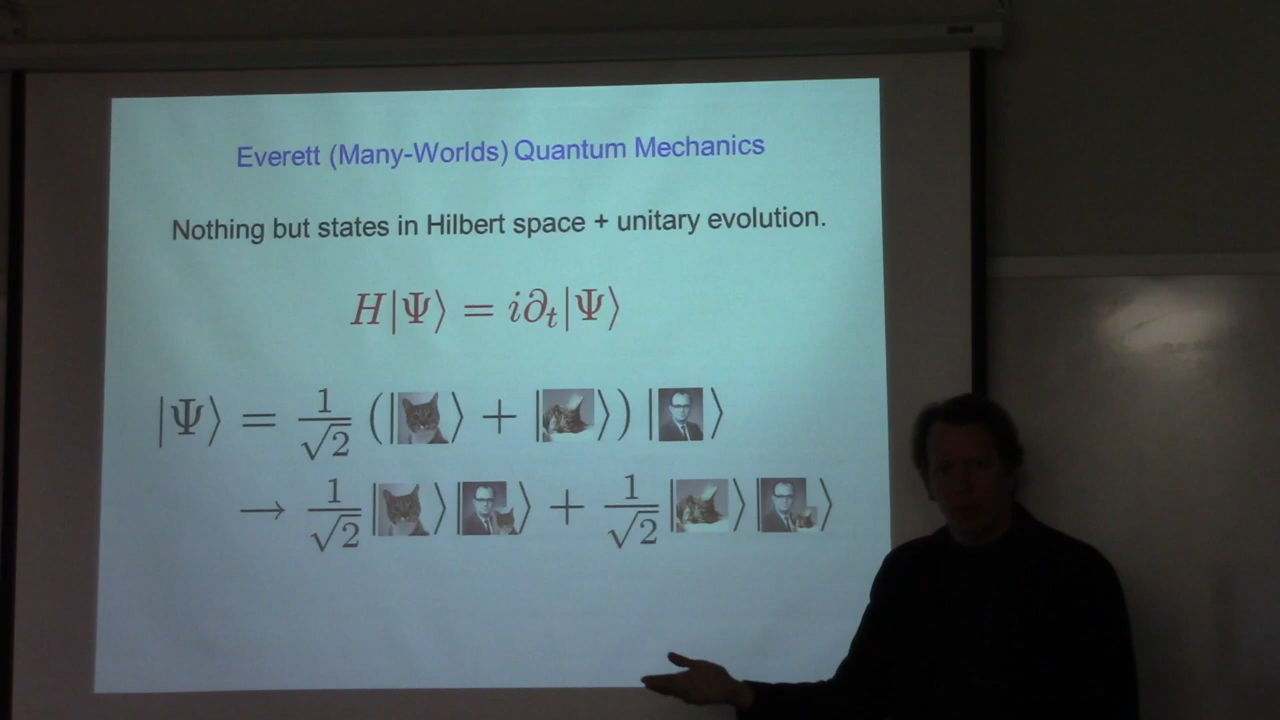 Everett (Many-Worlds) Quantum Mechanics
Nothing but states in Hilbert space + unitary evolution.
H|Ψ⟩ = i∂ₜ|Ψ⟩
|Ψ⟩ = 1/√2 (| ⟩ + | ⟩) | ⟩
→ 1/√2 | ⟩ | ⟩ + 1/√2 | ⟩ | ⟩